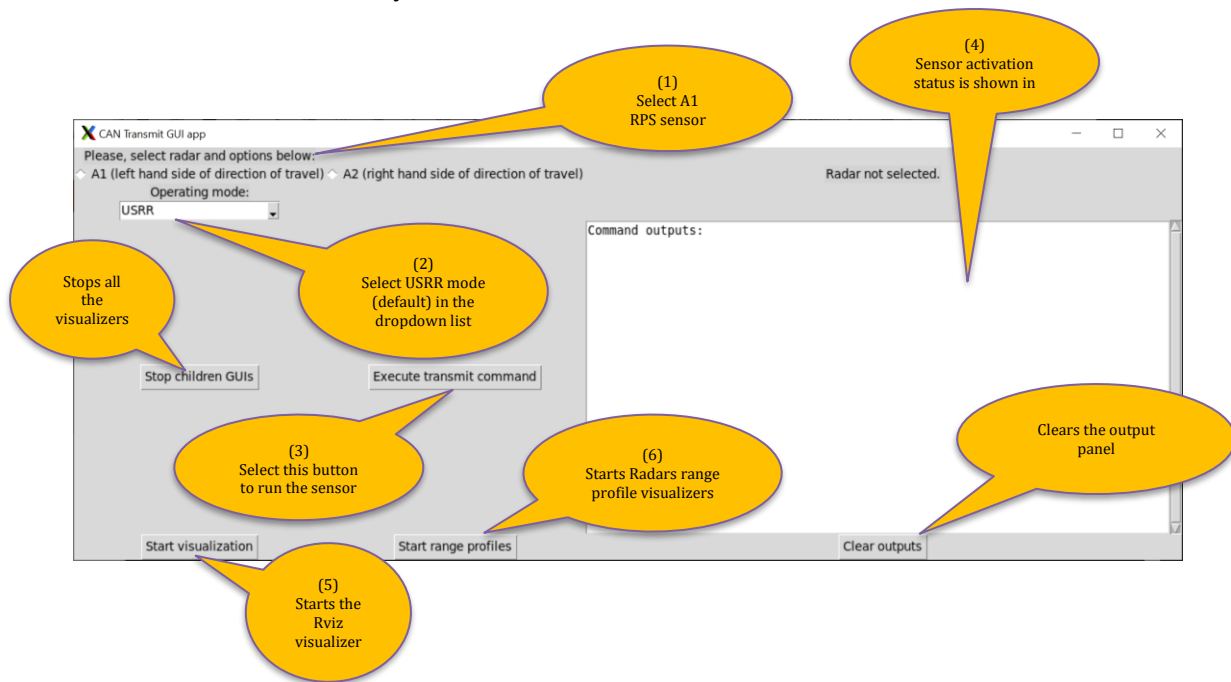 (4)
Sensor activation
status is shown in
(1)
Select A1
RPS sensor
CAN Transmit GUI app
Please, select radar and options below:
A1 (left hand side of direction of travel) A2 (right hand side of direction of travel)
Radar not selected.
Operating mode:
USRR
Command outputs:
(2)
Select USRR mode
(default) in the
dropdown list
Stops all
the
visualizers
Stop children GUIs
Execute transmit command
(3)
Select this button
to run the sensor
(6)
Starts Radars range
profile visualizers
Clears the output
panel
Start visualization
Start range profiles
Clear outputs
(5)
Starts the
Rviz
visualizer